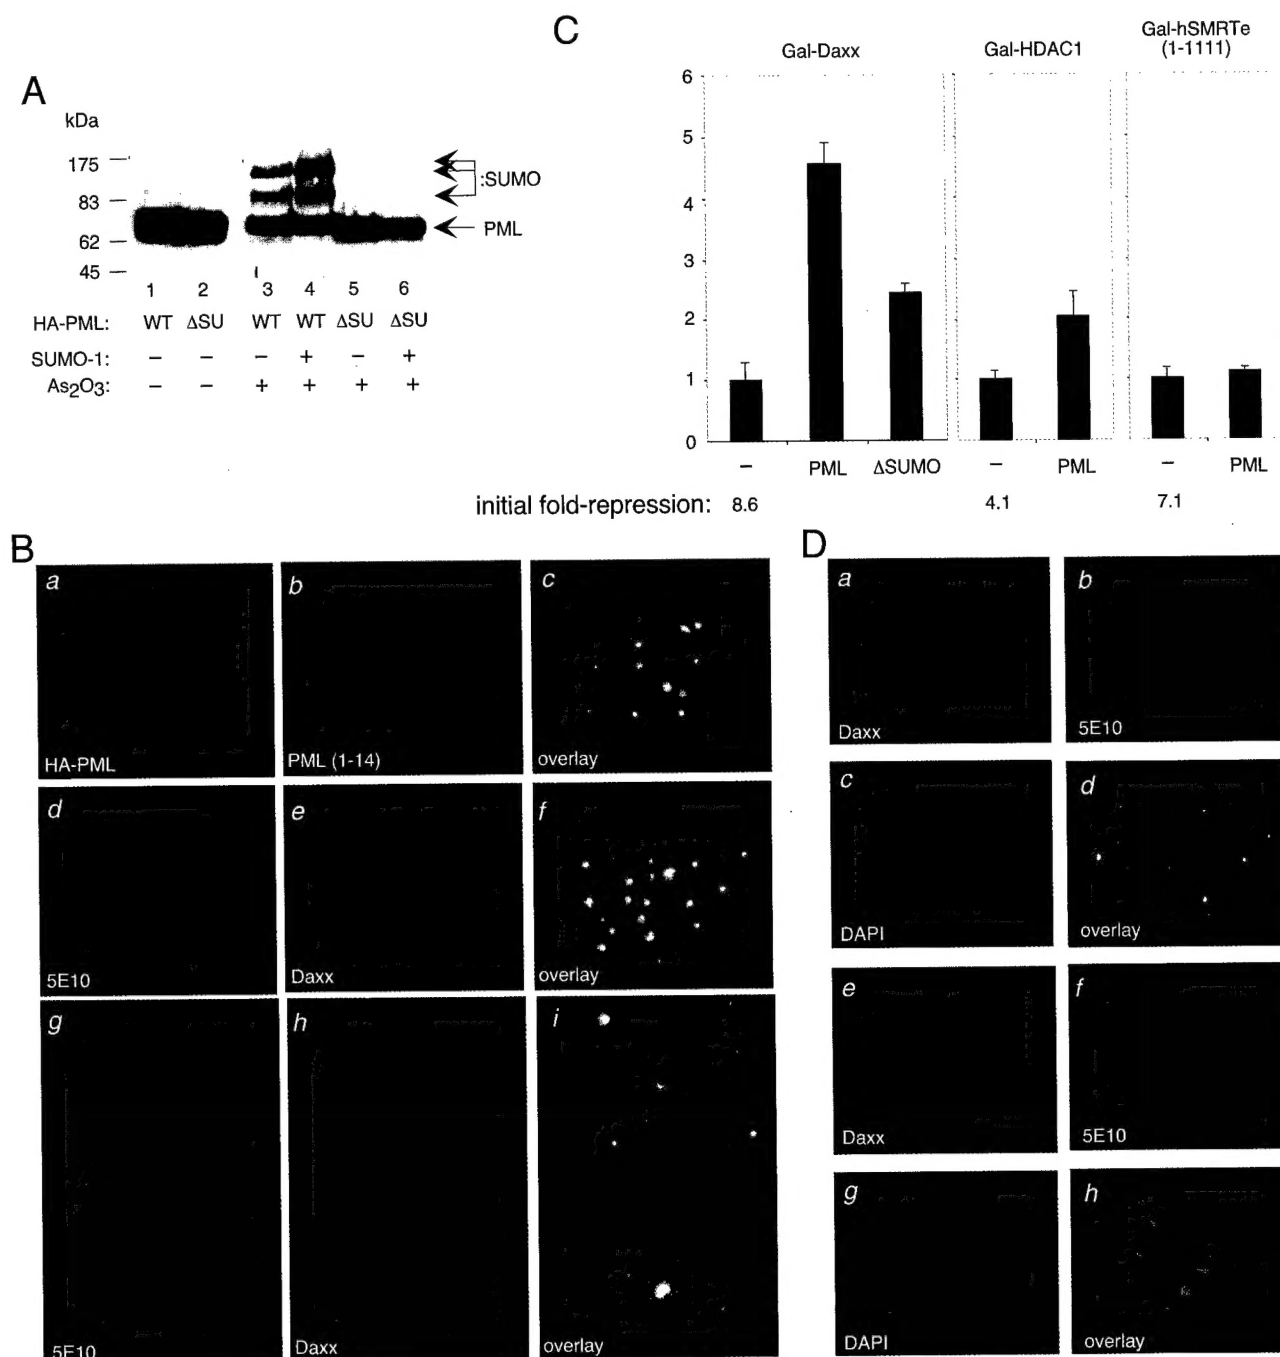 A
kDa
175
83
62
45
:SUMO
PML
1 2 3 4 5 6
HA-PML: WT ΔSU WT WT ΔSU ΔSU
SUMO-1: – – – + – +
As2O3: – – + + + +
C
Gal-Daxx
Gal-HDAC1
Gal-hSMRTe
(1-1111)
6
5
4
3
2
1
0
– PML ΔSUMO – PML – PML
initial fold-repression: 8.6 4.1 7.1
B
a
HA-PML
b
PML (1-14)
c
overlay
d
5E10
e
Daxx
f
overlay
g
5E10
h
Daxx
i
overlay
D
a
Daxx
b
5E10
c
DAPI
d
overlay
e
Daxx
f
5E10
g
DAPI
h
overlay